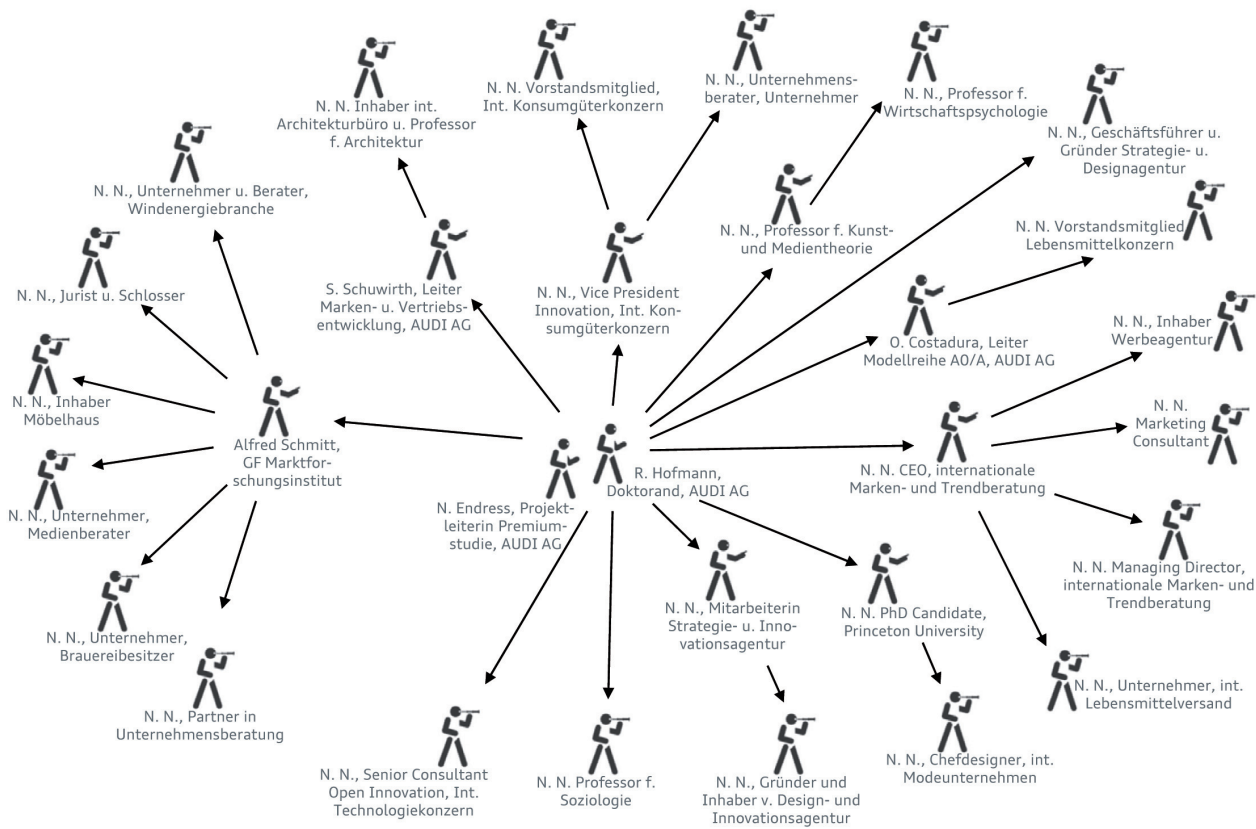 N. N. Inhaber int.
Architekturbüro u. Professor
f. Architektur
N. N. Vorstandsmitglied,
Int. Konsumgüterkonzern
N. N., Unternehmens-
berater, Unternehmer
N. N., Professor f.
Wirtschaftspsychologie
N. N., Geschäftsführer u.
Gründer Strategie- u.
Designagentur
N. N., Unternehmer u. Berater,
Windenergiebranche
N. N., Jurist u. Schlosser
S. Schuwirth, Leiter
Marken- u. Vertriebs-
entwicklung, AUDI AG
N. N., Vice President
Innovation, Int. Kon-
sumgüterkonzern
N. N., Professor f. Kunst-
und Medientheorie
N. N. Vorstandsmitglied
Lebensmittelkonzern
N. N., Inhaber
Möbelhaus
O. Costadura, Leiter
Modellreihe A0/A, AUDI AG
N. N., Inhaber
Werbeagentur
Alfred Schmitt,
GF Marktfor-
schungsinstitut
N. N.
Marketing
Consultant
N. N., Unternehmer,
Medienberater
N. Endress, Projekt-
leiterin Premium-
studie, AUDI AG
R. Hofmann,
Doktorand, AUDI AG
N. N. CEO, internationale
Marken- und Trendberatung
N. N. Managing Director,
internationale Marken- und
Trendberatung
N. N., Unternehmer,
Brauereibesitzer
N. N., Mitarbeiterin
Strategie- u. Inno-
vationsagentur
N. N. PhD Candidate,
Princeton University
N. N., Partner in
Unternehmensberatung
N. N., Unternehmer, int.
Lebensmittelversand
N. N., Senior Consultant
Open Innovation, Int.
Technologiekonzern
N. N. Professor f.
Soziologie
N. N., Gründer und
Inhaber v. Design- und
Innovationsagentur
N. N., Chefdesigner, int.
Modeunternehmen